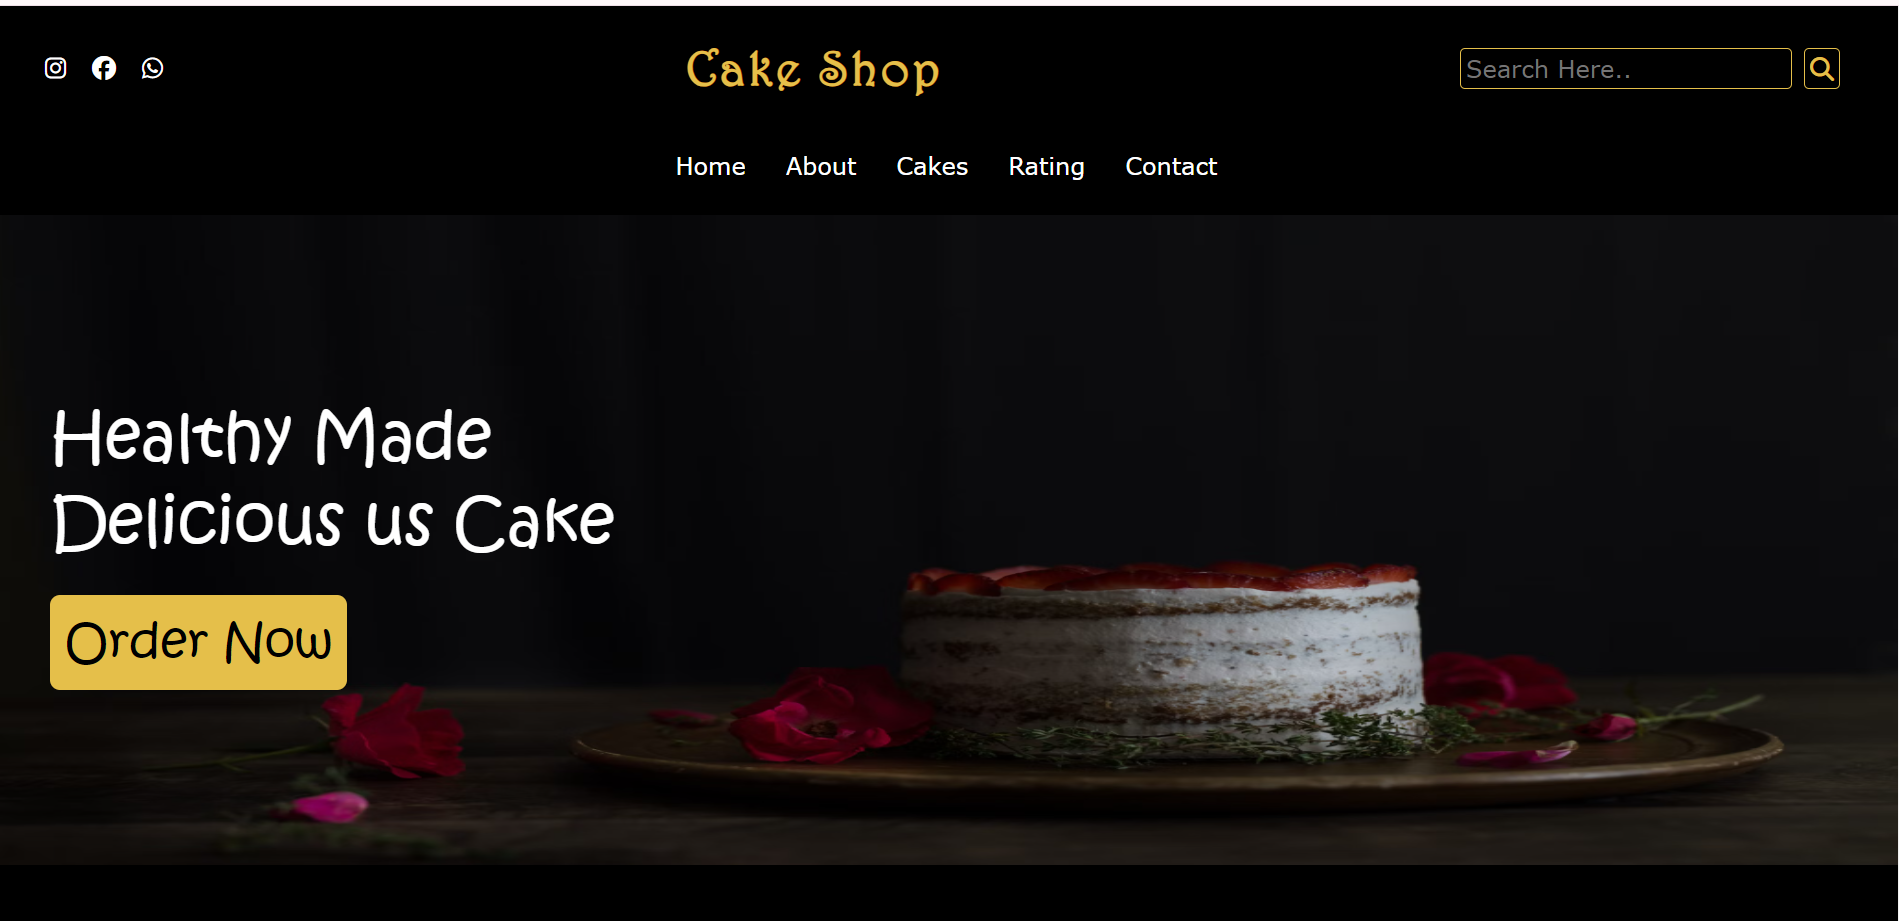 Cake Shop
Search Here..
Home About Cakes Rating Contact
Healthy Made
Delicious us Cake
Order Now